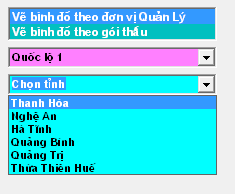 Vẽ bình đồ theo đơn vị Quản Lý
Vẽ bình đồ theo gói thầu
Quốc lộ 1
Chọn tỉnh
Thanh Hóa
Nghệ An
Hà Tĩnh
Quảng Bình
Quảng Trị
Thừa Thiên Huế